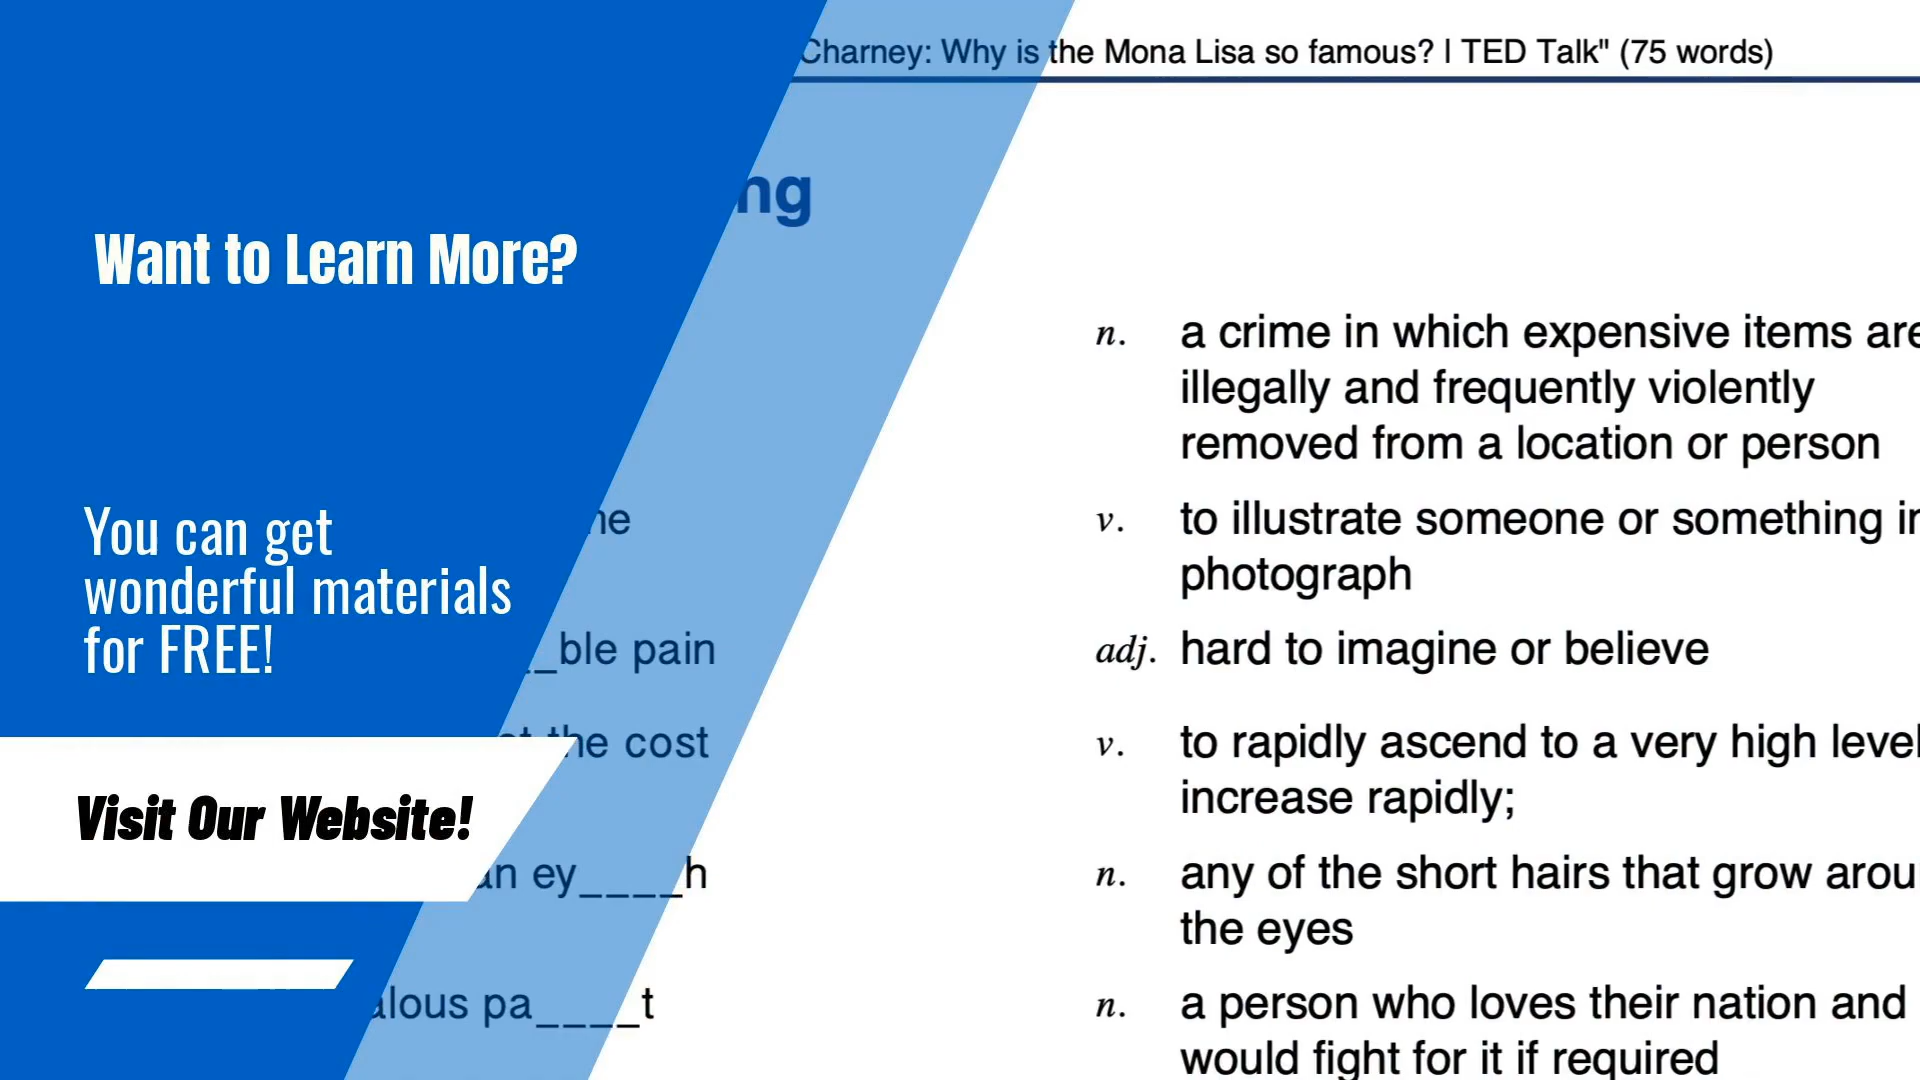 Charney: Why is the Mona Lisa so famous? | TED Talk" (75 words)
ng
Want to Learn More?
You can get
wonderful materials
for FREE!
Visit Our Website!
n. a crime in which expensive items are
illegally and frequently violently
removed from a location or person
ne
v. to illustrate someone or something in
photograph
_ble pain
adj. hard to imagine or believe
the cost
v. to rapidly ascend to a very high level
increase rapidly;
an ey____h
n. any of the short hairs that grow arou
the eyes
alous pa____t
n. a person who loves their nation and
would fight for it if required